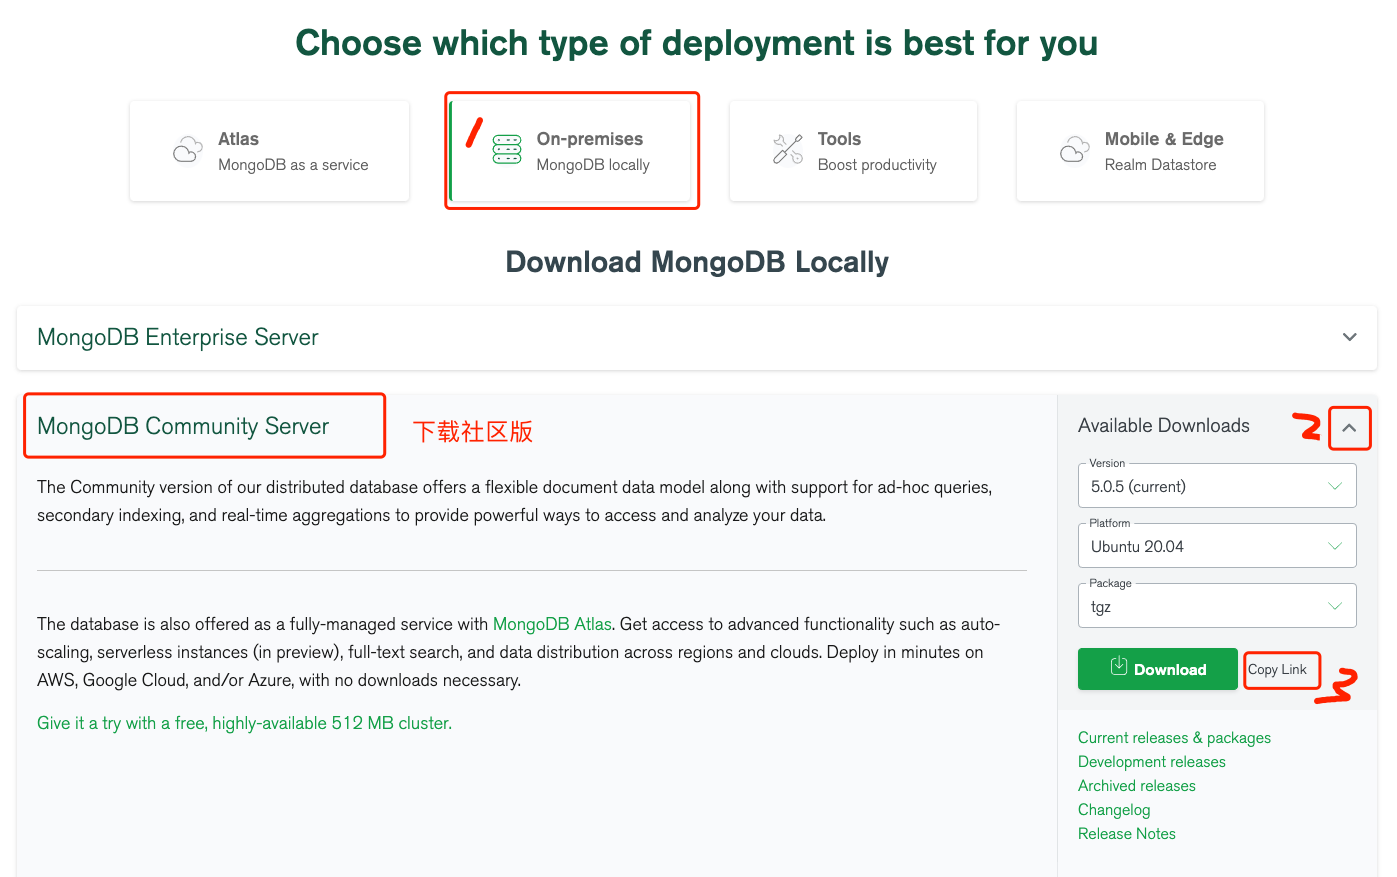 Choose which type of deployment is best for you
Atlas
MongoDB as a service
1
On-premises
MongoDB locally
Tools
Boost productivity
Mobile & Edge
Realm Datastore
Download MongoDB Locally
MongoDB Enterprise Server
MongoDB Community Server
下载社区版
The Community version of our distributed database offers a flexible document data model along with support for ad-hoc queries,
secondary indexing, and real-time aggregations to provide powerful ways to access and analyze your data.
The database is also offered as a fully-managed service with MongoDB Atlas. Get access to advanced functionality such as auto-
scaling, serverless instances (in preview), full-text search, and data distribution across regions and clouds. Deploy in minutes on
AWS, Google Cloud, and/or Azure, with no downloads necessary.
Give it a try with a free, highly-available 512 MB cluster.
Available Downloads
2
Version
5.0.5 (current)
Platform
Ubuntu 20.04
Package
tgz
Download
Copy Link
3
Current releases & packages
Development releases
Archived releases
Changelog
Release Notes